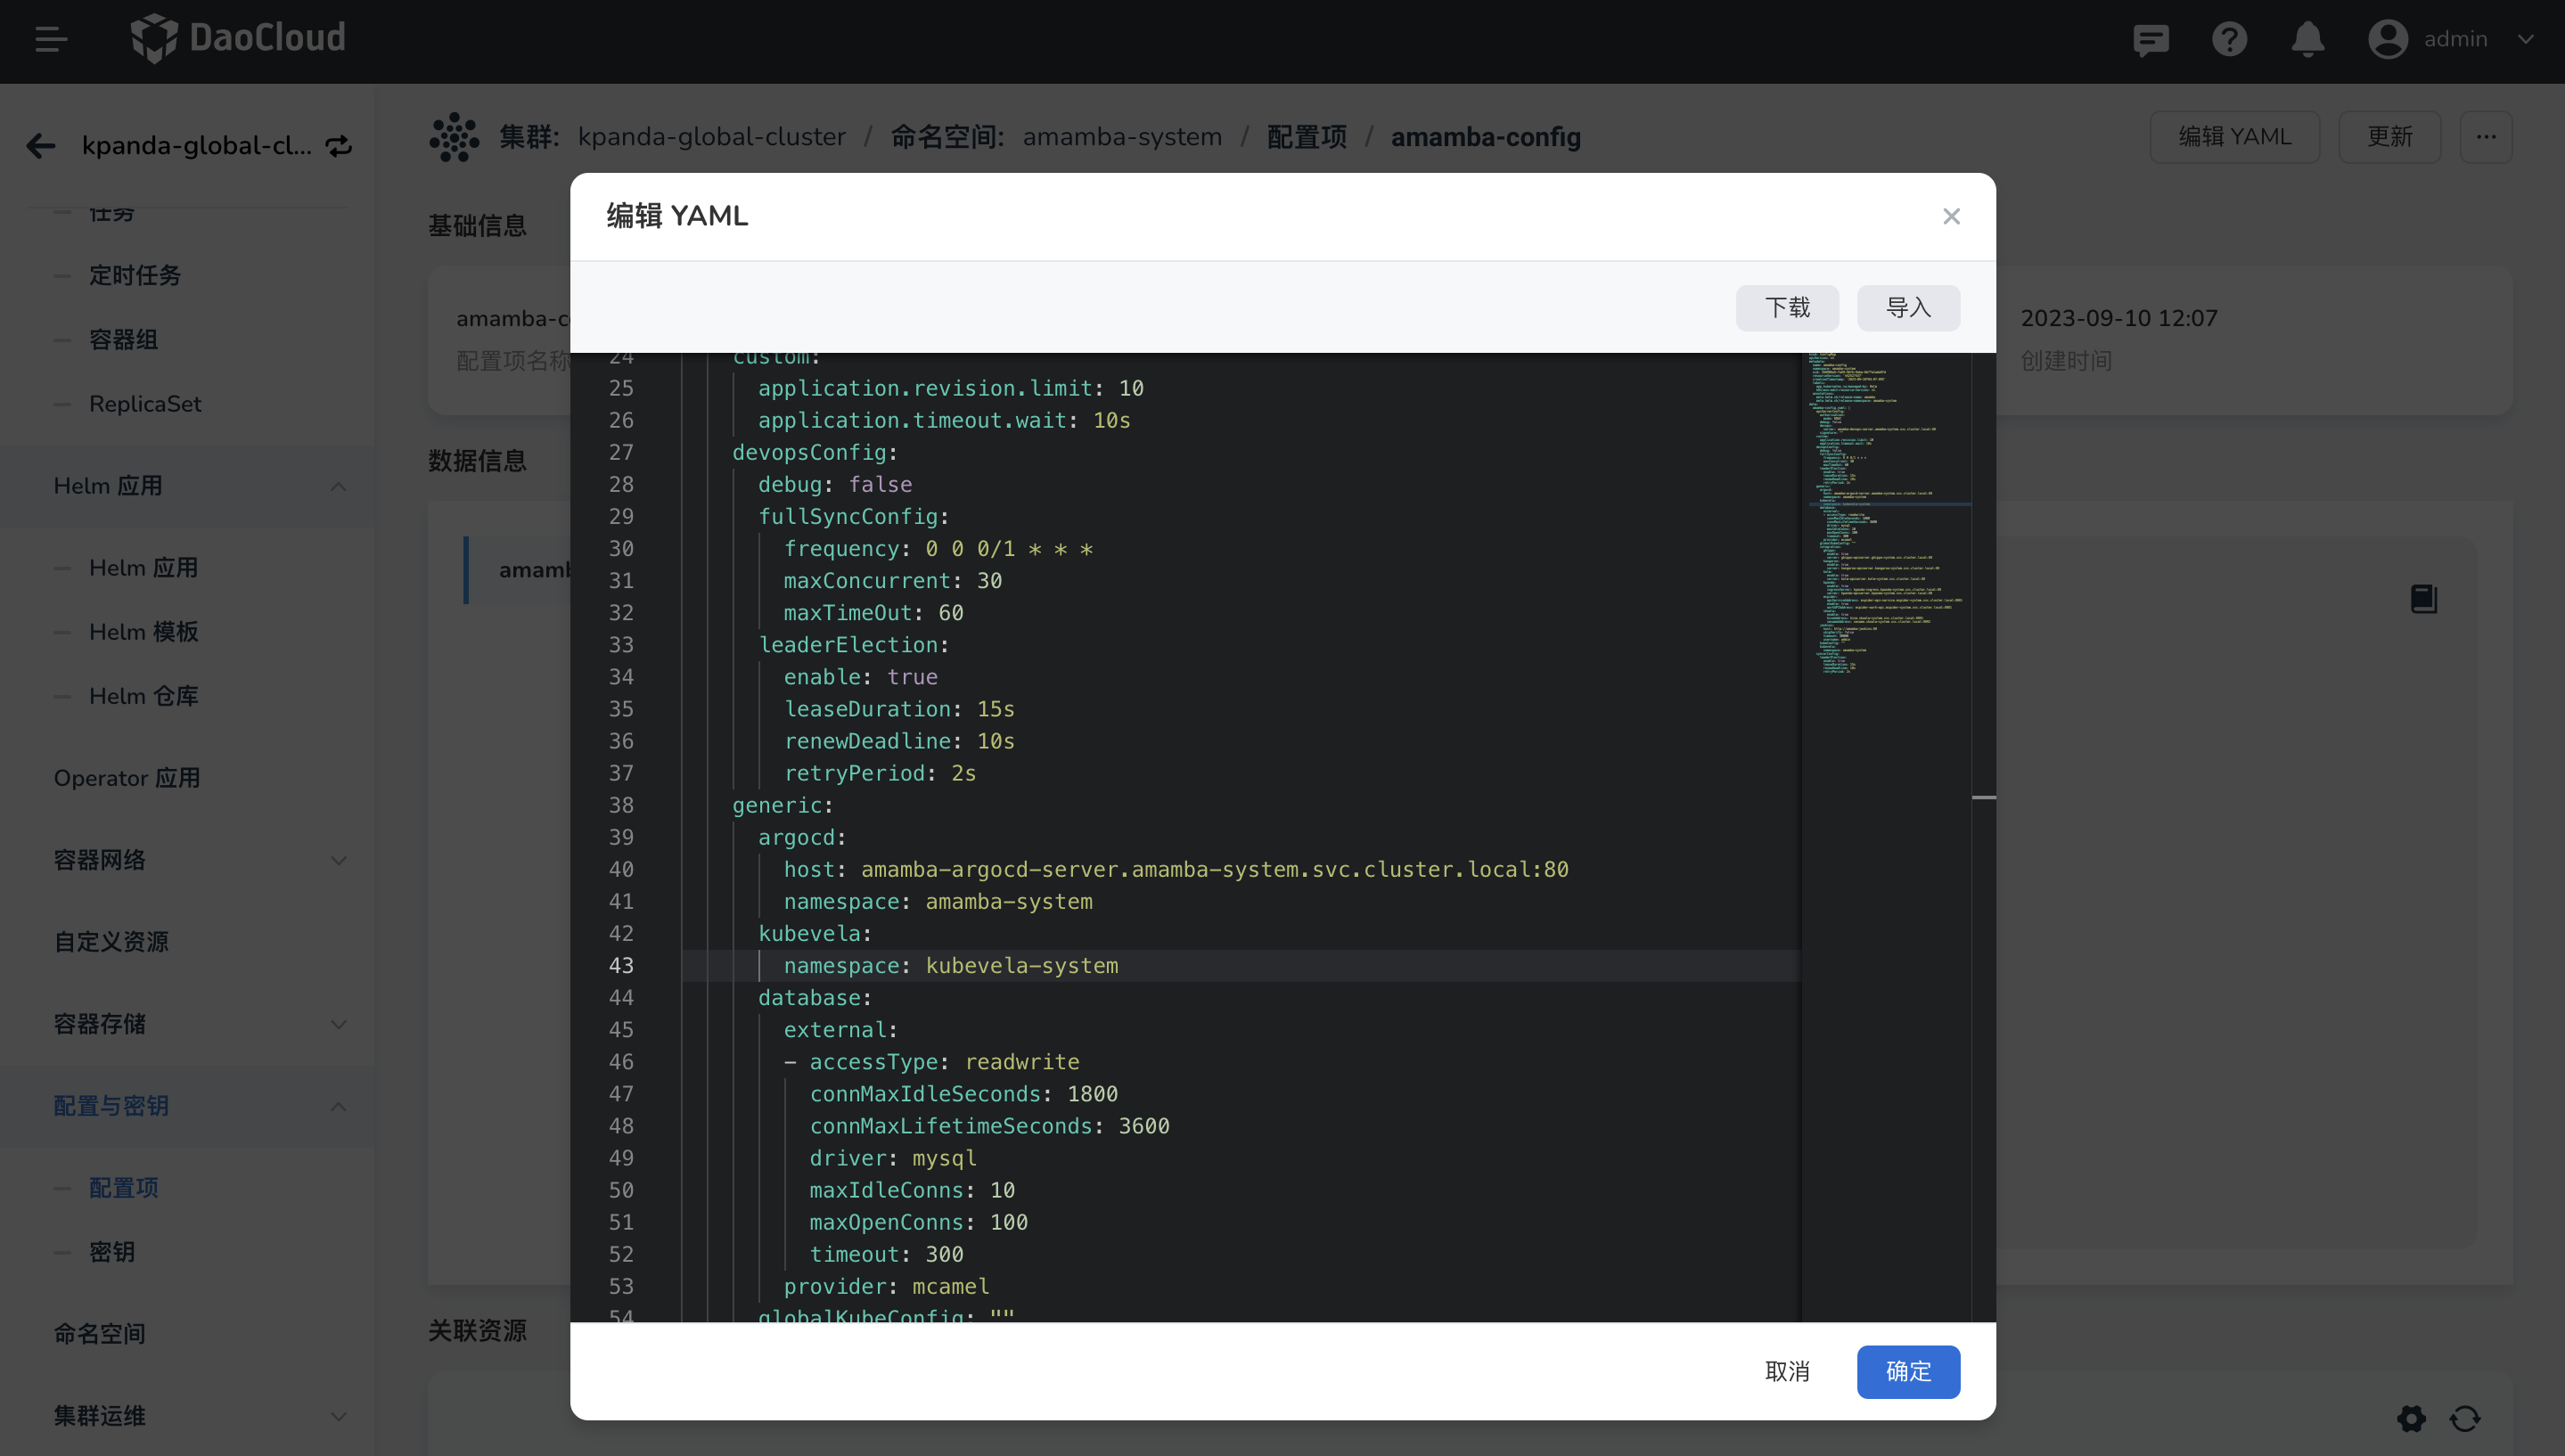 DaoCloud
admin
kpanda-global-cl...
集群: kpanda-global-cluster / 命名空间: amamba-system / 配置项 / amamba-config
编辑 YAML
更新
任务
定时任务
容器组
ReplicaSet
Helm 应用
Helm 应用
Helm 模板
Helm 仓库
Operator 应用
容器网络
自定义资源
容器存储
配置与密钥
配置项
密钥
命名空间
集群运维
基础信息
amamba-c
配置项名称
2023-09-10 12:07
创建时间
数据信息
amamb
关联资源
编辑 YAML
下载
导入
24 custom:
25 application.revision.limit: 10
26 application.timeout.wait: 10s
27 devopsConfig:
28 debug: false
29 fullSyncConfig:
30 frequency: 0 0 0/1 * * *
31 maxConcurrent: 30
32 maxTimeOut: 60
33 leaderElection:
34 enable: true
35 leaseDuration: 15s
36 renewDeadline: 10s
37 retryPeriod: 2s
38 generic:
39 argocd:
40 host: amamba-argocd-server.amamba-system.svc.cluster.local:80
41 namespace: amamba-system
42 kubevela:
43 namespace: kubevela-system
44 database:
45 external:
46 - accessType: readwrite
47 connMaxIdleSeconds: 1800
48 connMaxLifetimeSeconds: 3600
49 driver: mysql
50 maxIdleConns: 10
51 maxOpenConns: 100
52 timeout: 300
53 provider: mcamel
54 globalKubeConfig: ""
取消
确定